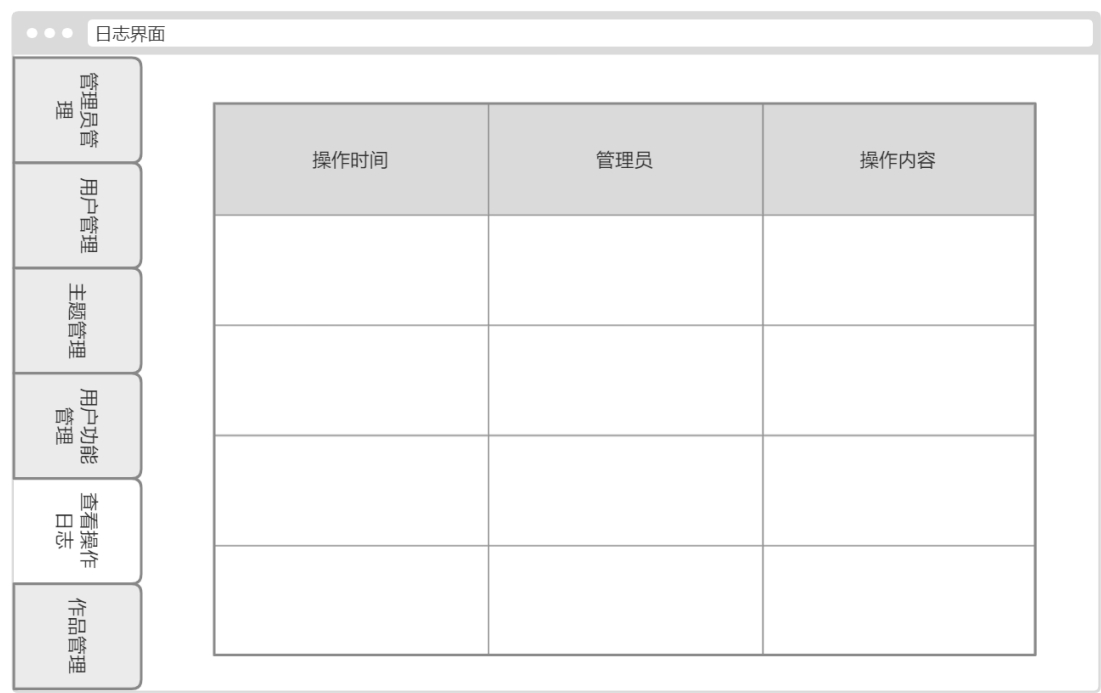 日志界面
管理员管
理
用户管理
主题管理
用户功能
管理
查看操作
日志
作品管理
操作时间
管理员
操作内容